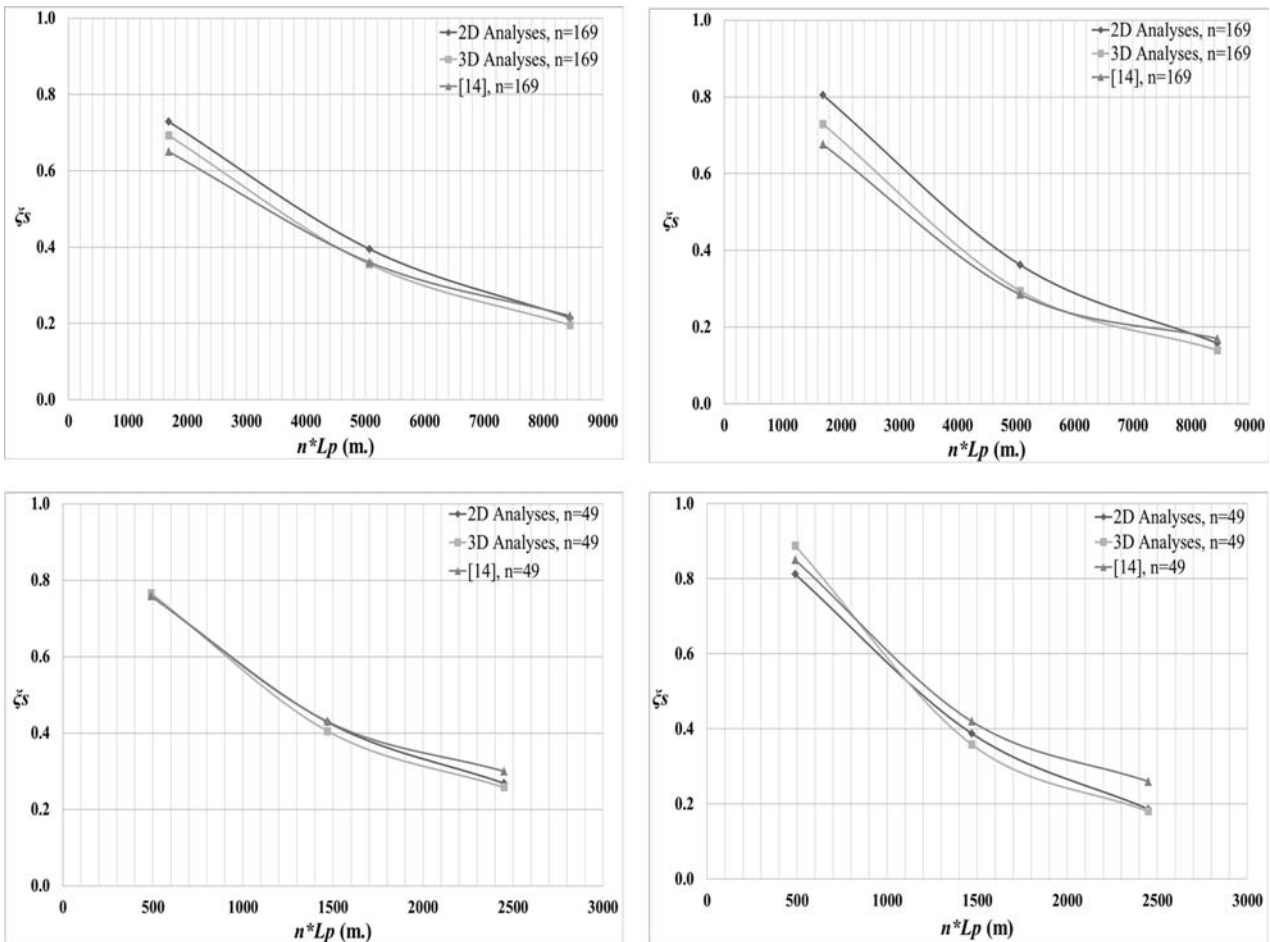 1.0
2D Analyses, n=169
3D Analyses, n=169
[14], n=169
0.8
0.6
ξs
0.4
0.2
0.0
0 1000 2000 3000 4000 5000 6000 7000 8000 9000
n*Lp (m.)
1.0
2D Analyses, n=169
3D Analyses, n=169
[14], n=169
0.8
0.6
ξs
0.4
0.2
0.0
0 1000 2000 3000 4000 5000 6000 7000 8000 9000
n*Lp (m.)
1.0
2D Analyses, n=49
3D Analyses, n=49
[14], n=49
0.8
0.6
ξs
0.4
0.2
0.0
0 500 1000 1500 2000 2500 3000
n*Lp (m.)
1.0
2D Analyses, n=49
3D Analyses, n=49
[14], n=49
0.8
0.6
ξs
0.4
0.2
0.0
0 500 1000 1500 2000 2500 3000
n*Lp (m)